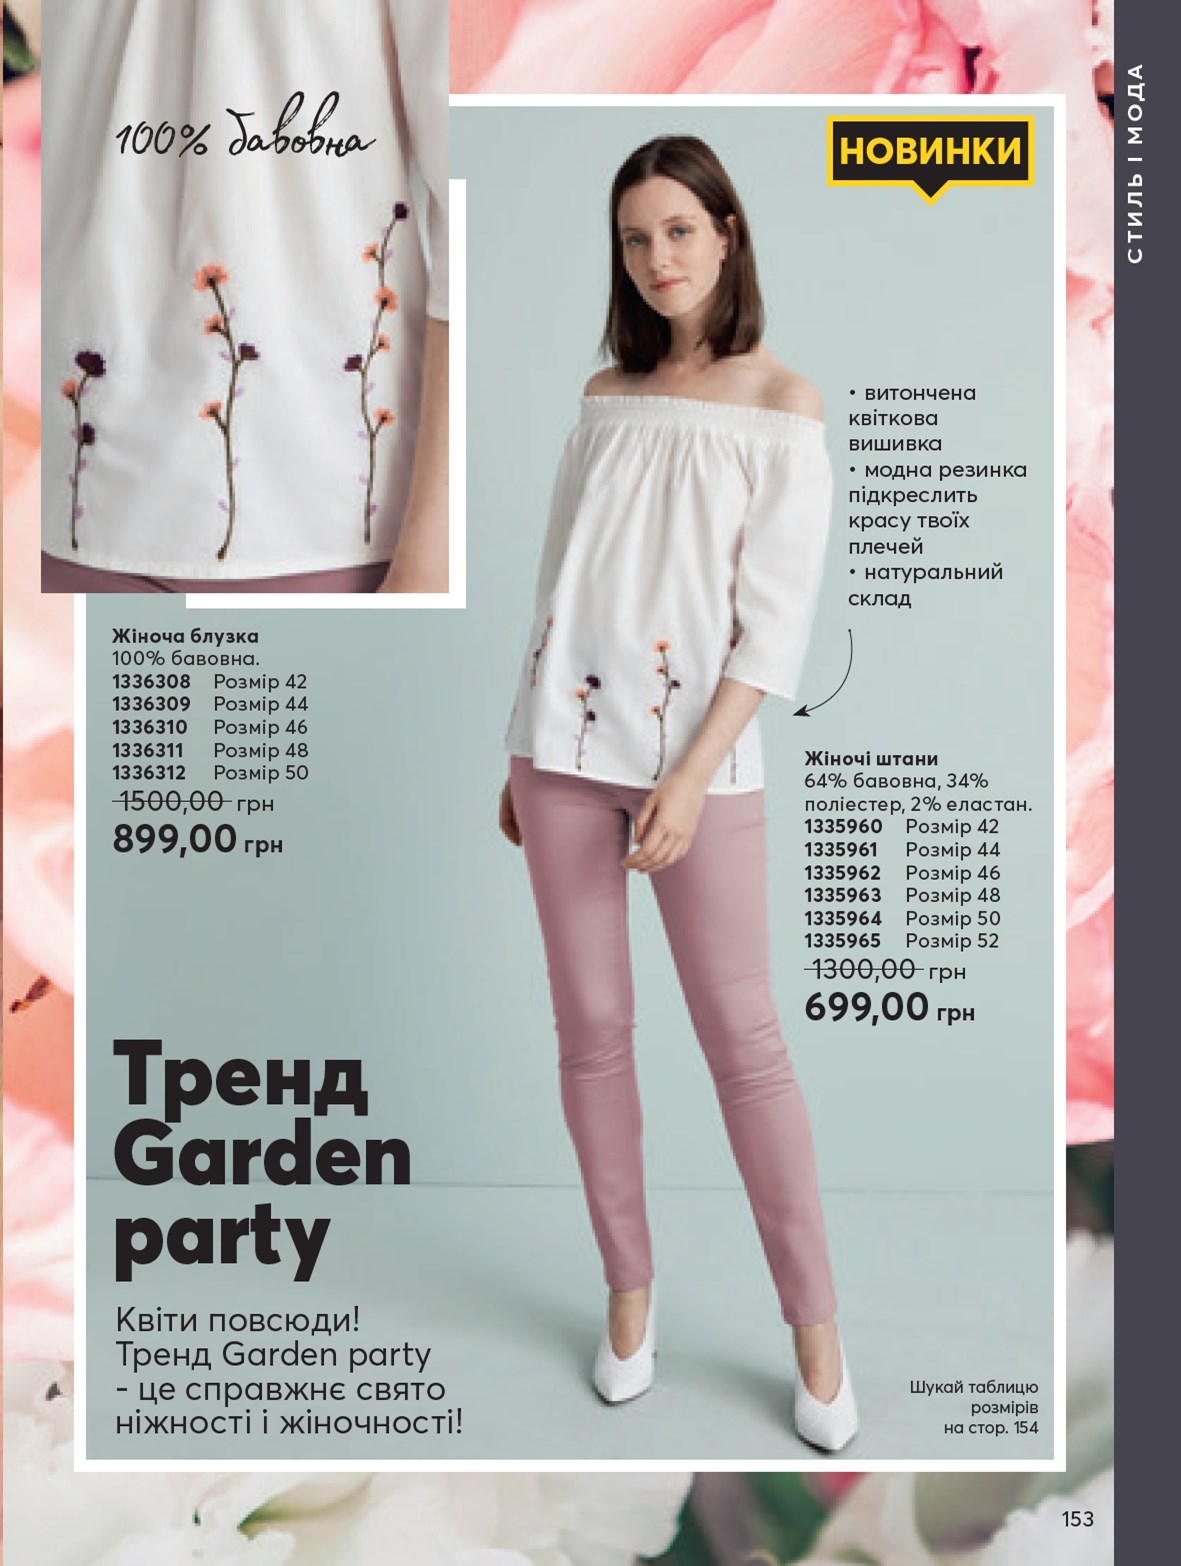 100% бавовна
НОВИНКИ
СТИЛЬ І МОДА
• витончена
квіткова
вишивка
• модна резинка
підкреслить
красу твоїх
плечей
• натуральний
склад
Жіноча блузка
100% бавовна.
1336308 Розмір 42
1336309 Розмір 44
1336310 Розмір 46
1336311 Розмір 48
1336312 Розмір 50
1500,00 грн
899,00 грн
Жіночі штани
64% бавовна, 34%
поліестер, 2% еластан.
1335960 Розмір 42
1335961 Розмір 44
1335962 Розмір 46
1335963 Розмір 48
1335964 Розмір 50
1335965 Розмір 52
1300,00 грн
699,00 грн
Тренд
Garden
party
Квіти повсюди!
Тренд Garden party
- це справжнє свято
ніжності і жіночності!
Шукай таблицю
розмірів
на стор. 154
153